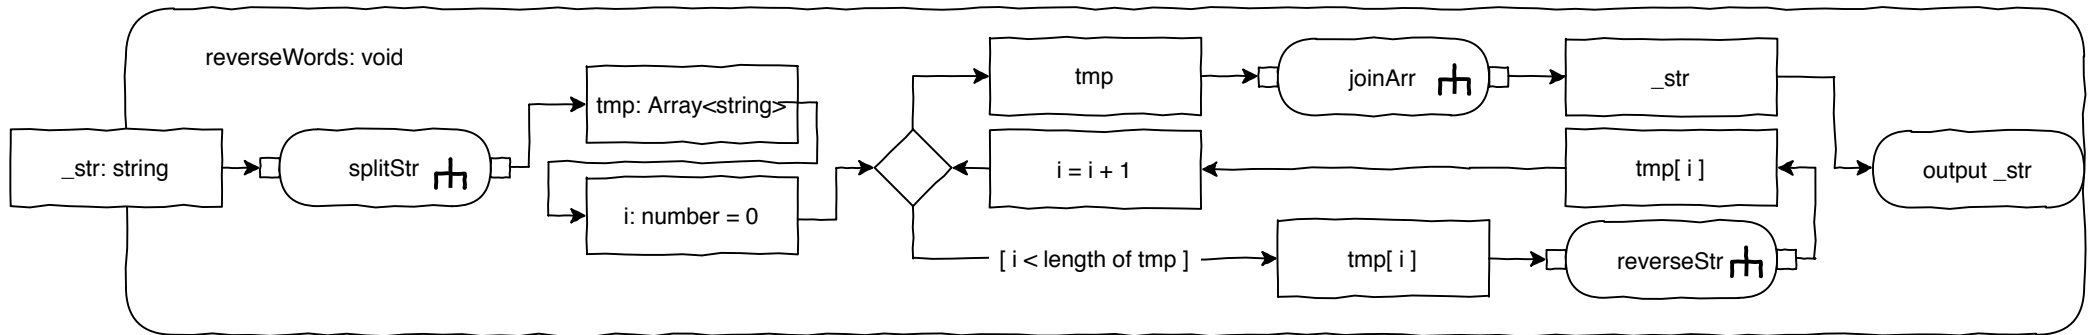 reverseWords: void
_str: string
splitStr
tmp: Array<string>
i: number = 0
tmp
joinArr
_str
i = i + 1
tmp[ i ]
output _str
[ i < length of tmp ]
tmp[ i ]
reverseStr